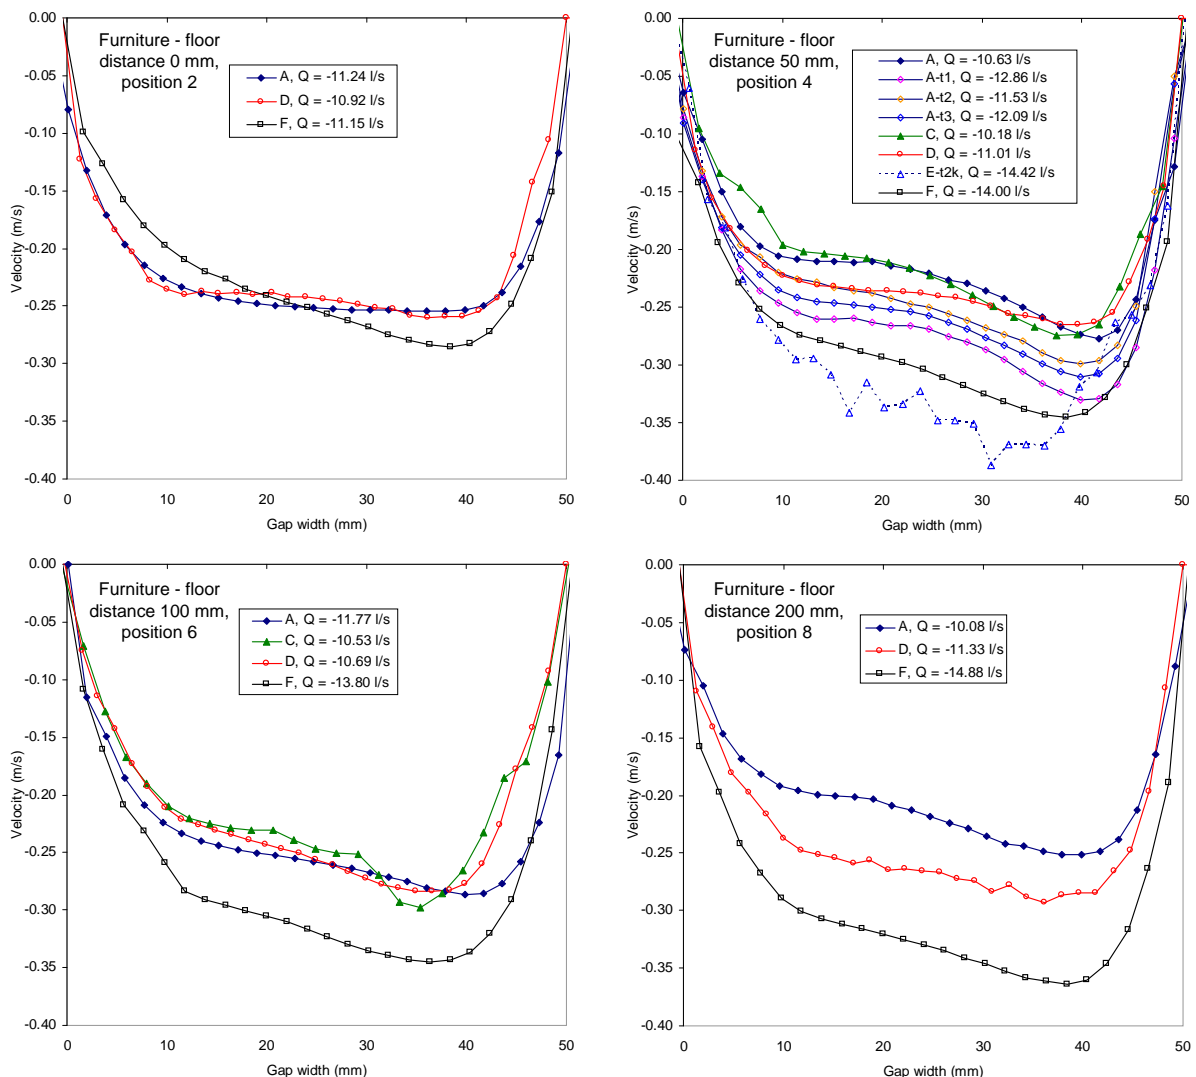 Furniture - floor
distance 0 mm,
position 2
A, Q = -11.24 l/s
D, Q = -10.92 l/s
F, Q = -11.15 l/s
0.00
-0.05
-0.10
-0.15
-0.20
-0.25
-0.30
-0.35
-0.40
Velocity (m/s)
0 10 20 30 40 50
Gap width (mm)
Furniture - floor
distance 50 mm,
position 4
A, Q = -10.63 l/s
A-t1, Q = -12.86 l/s
A-t2, Q = -11.53 l/s
A-t3, Q = -12.09 l/s
C, Q = -10.18 l/s
D, Q = -11.01 l/s
E-t2k, Q = -14.42 l/s
F, Q = -14.00 l/s
0.00
-0.05
-0.10
-0.15
-0.20
-0.25
-0.30
-0.35
-0.40
Velocity (m/s)
0 10 20 30 40 50
Gap width (mm)
Furniture - floor
distance 100 mm,
position 6
A, Q = -11.77 l/s
C, Q = -10.53 l/s
D, Q = -10.69 l/s
F, Q = -13.80 l/s
0.00
-0.05
-0.10
-0.15
-0.20
-0.25
-0.30
-0.35
-0.40
Velocity (m/s)
0 10 20 30 40 50
Gap width (mm)
Furniture - floor
distance 200 mm,
position 8
A, Q = -10.08 l/s
D, Q = -11.33 l/s
F, Q = -14.88 l/s
0.00
-0.05
-0.10
-0.15
-0.20
-0.25
-0.30
-0.35
-0.40
Velocity (m/s)
0 10 20 30 40 50
Gap width (mm)